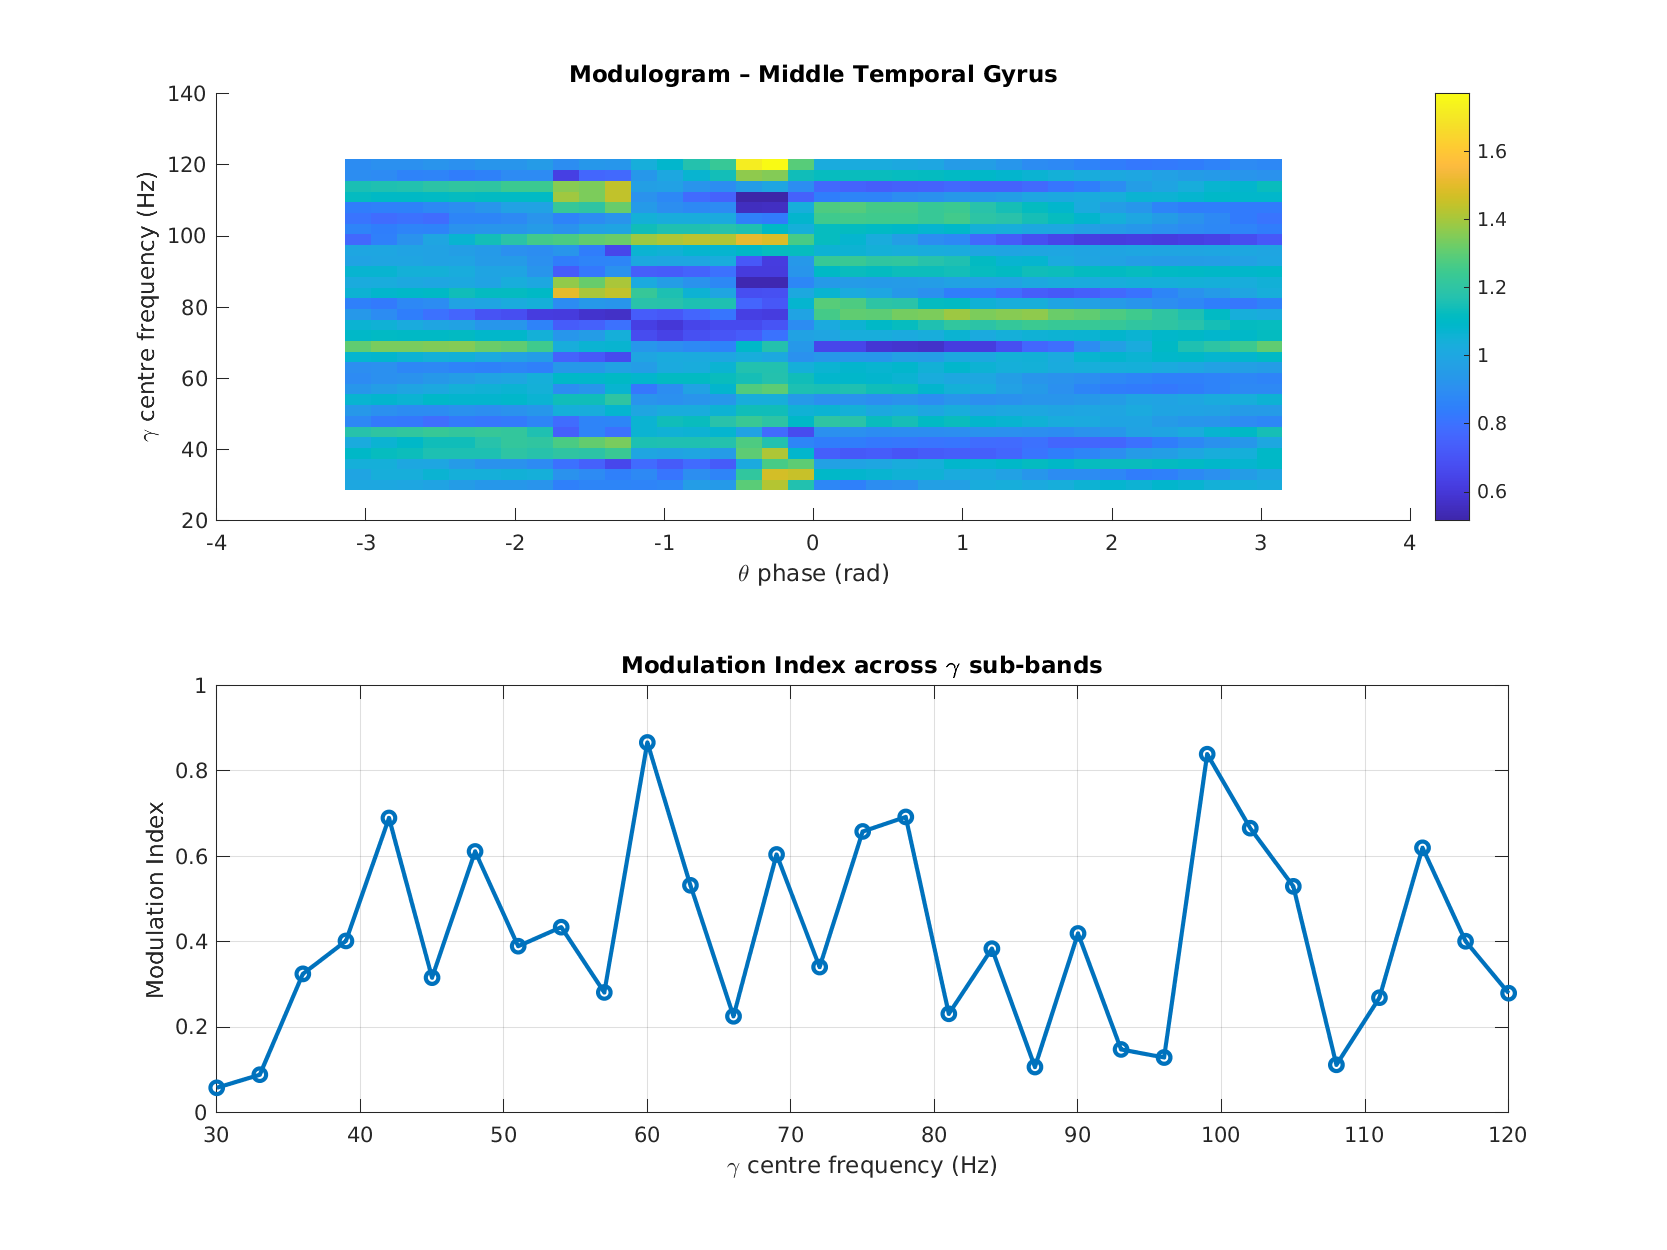 Modulogram – Middle Temporal Gyrus
140
120
100
80
60
40
20
γ centre frequency (Hz)
-4 -3 -2 -1 0 1 2 3 4
θ phase (rad)
1.6
1.4
1.2
1
0.8
0.6
Modulation Index across γ sub-bands
1
0.8
0.6
0.4
0.2
0
Modulation Index
30 40 50 60 70 80 90 100 110 120
γ centre frequency (Hz)